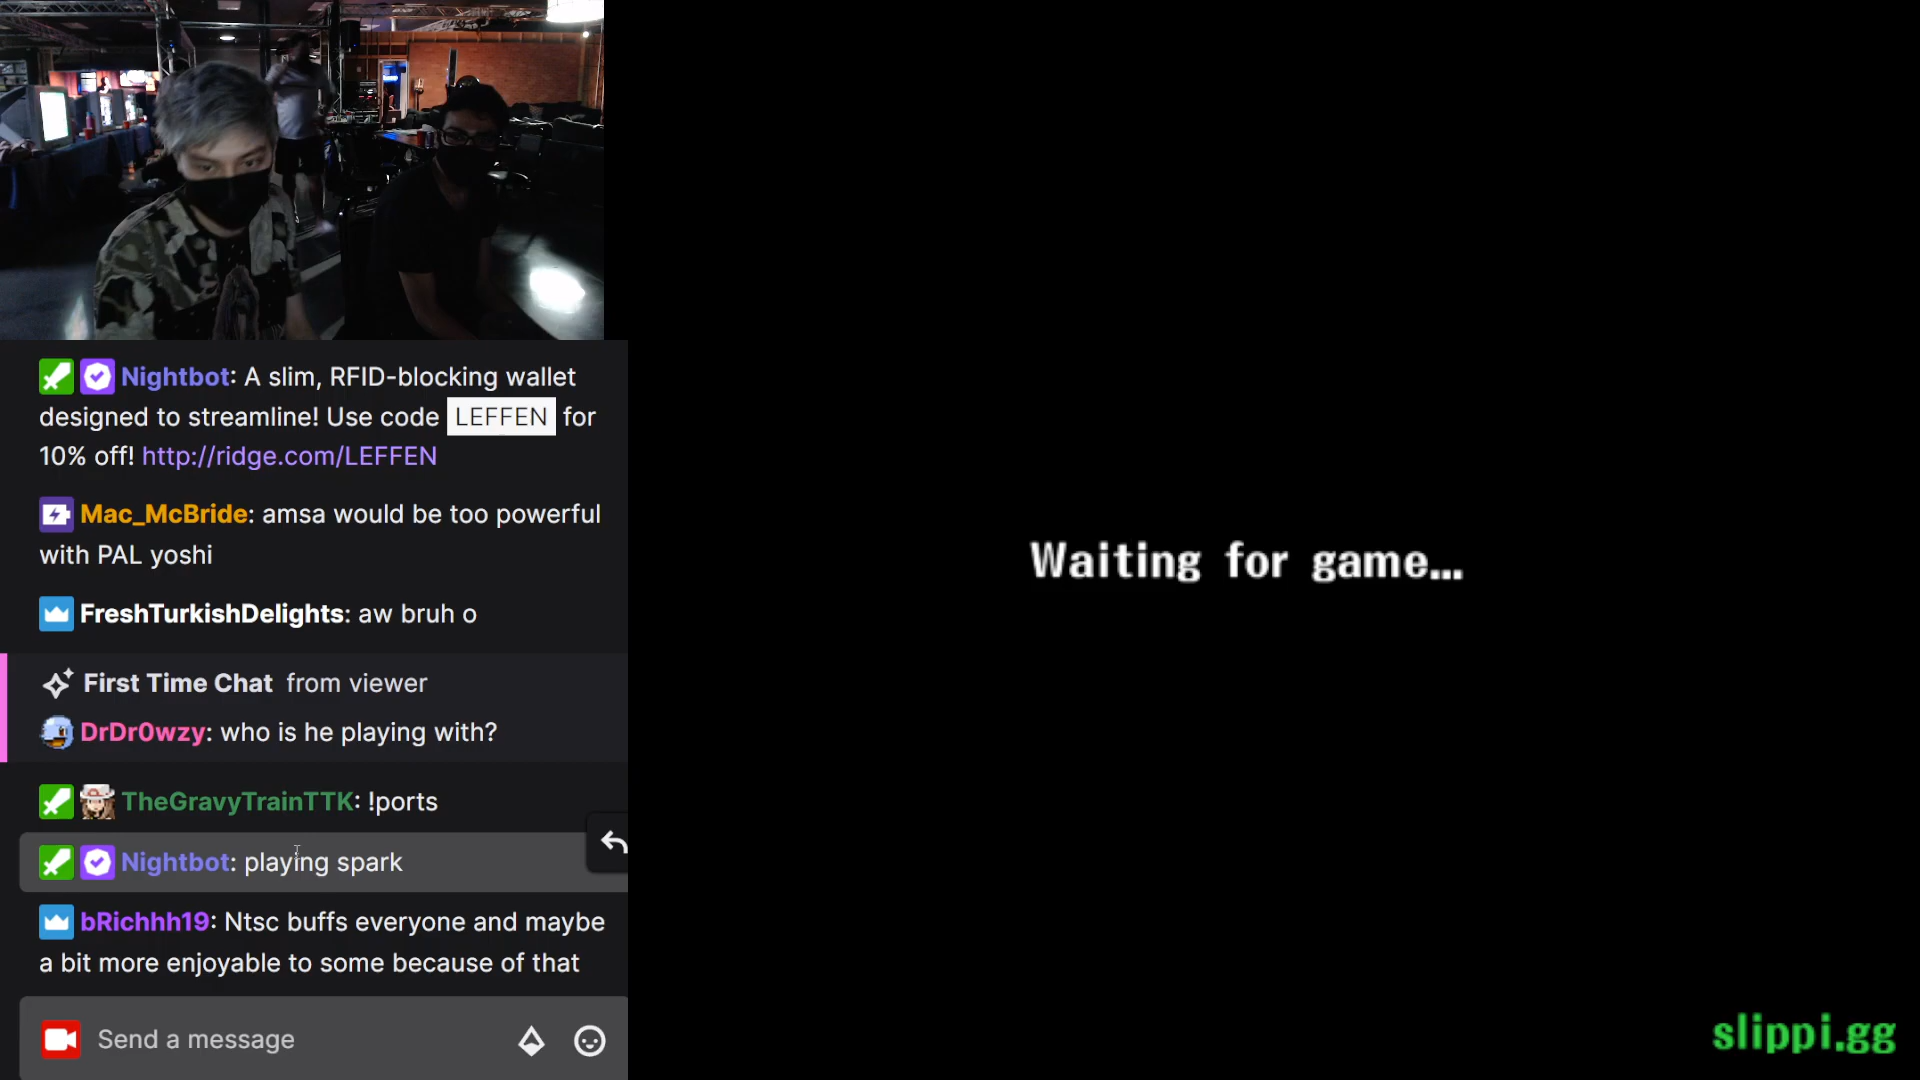 Nightbot: A slim, RFID-blocking wallet
designed to streamline! Use code LEFFEN for
10% off! http://ridge.com/LEFFEN
Mac_McBride: amsa would be too powerful
with PAL yoshi
FreshTurkishDelights: aw bruh o
First Time Chat from viewer
DrDr0wzy: who is he playing with?
TheGravyTrainTTK: !ports
Nightbot: playing spark
bRichhh19: Ntsc buffs everyone and maybe
a bit more enjoyable to some because of that
Send a message
Waiting for game...
slippi.gg